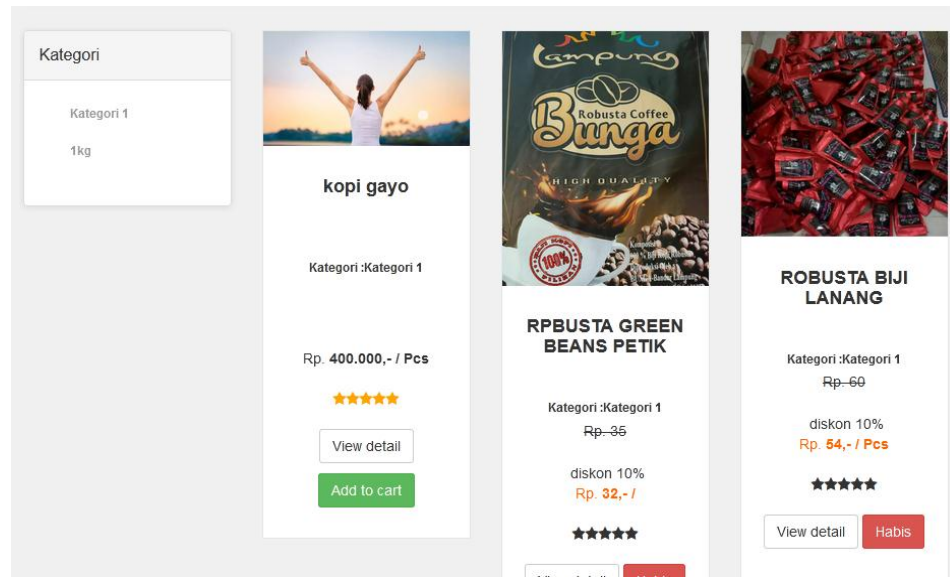 Kategori
Kategori 1
1kg
kopi gayo
Kategori :Kategori 1
Rp. 400.000,- / Pcs
View detail
Add to cart
Lampung
Robusta Coffee
Bunga
HIGH QUALITY
100%
RPBUSTA GREEN
BEANS PETIK
Kategori :Kategori 1
Rp. 35
diskon 10%
Rp. 32,- /
ROBUSTA BIJI
LANANG
Kategori :Kategori 1
Rp. 60
diskon 10%
Rp. 54,- / Pcs
View detail
Habis